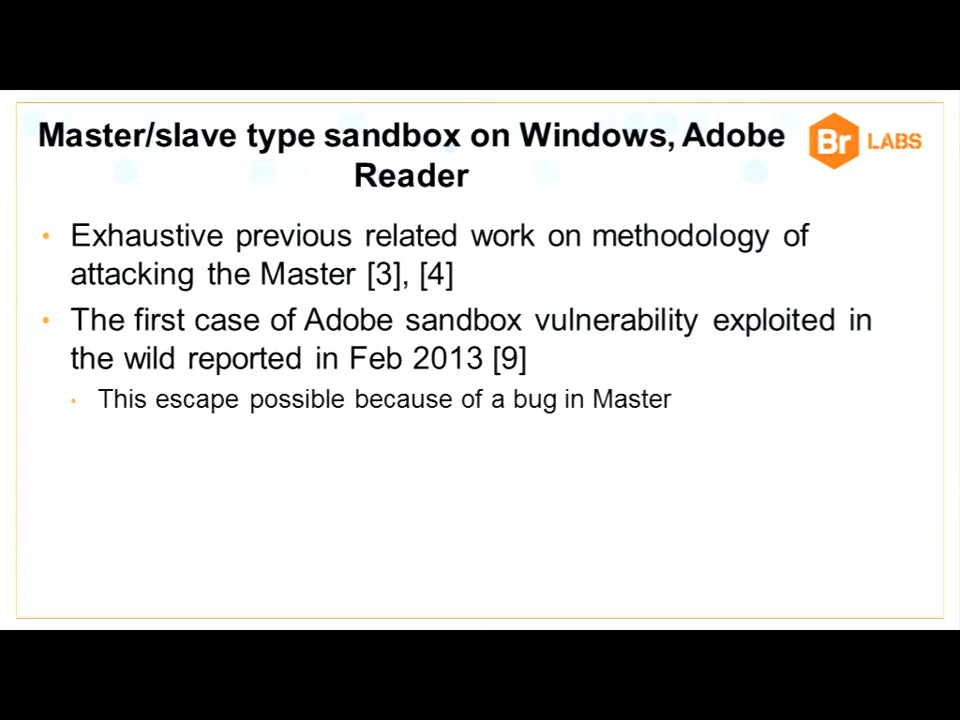 Master/slave type sandbox on Windows, Adobe
Reader
Br LABS
• Exhaustive previous related work on methodology of
attacking the Master [3], [4]
• The first case of Adobe sandbox vulnerability exploited in
the wild reported in Feb 2013 [9]
• This escape possible because of a bug in Master